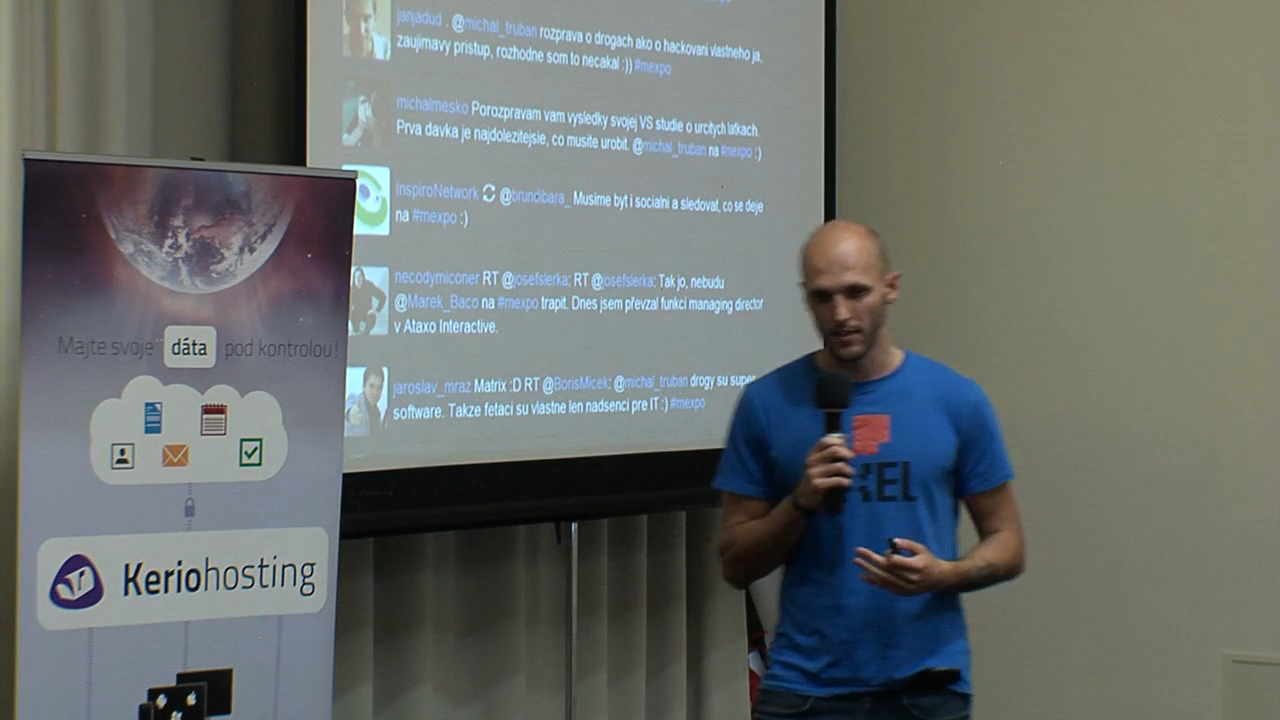 janjadud . @michal_truban rozprava o drogach ako o hackovani vlastneho ja,
zaujimavy pristup, rozhodne som to necakal :)) #mexpo
michalmesko Porozpravam vam vysledky svojej VS studie o urcitych latkach.
Prva davka je najdolezitejsie, co musite urobit. @michal_truban na #mexpo :)
InspiroNetwork @brundibara_ Musime byt i socialni a sledovat, co se deje
na #mexpo :)
necodymiconer RT @josefslerka: RT @josefslerka: Tak jo, nebudu
@Marek_Baco na #mexpo trapit. Dnes jsem převzal funkci managing director
v Ataxo Interactive.
jaroslav_mraz Matrix :D RT @BorisMicek: @michal_truban drogy su super
software. Takze fetaci su vlastne len nadsenci pre IT :) #mexpo
Majte svoje dáta pod kontrolou!
Keriohosting
XEL